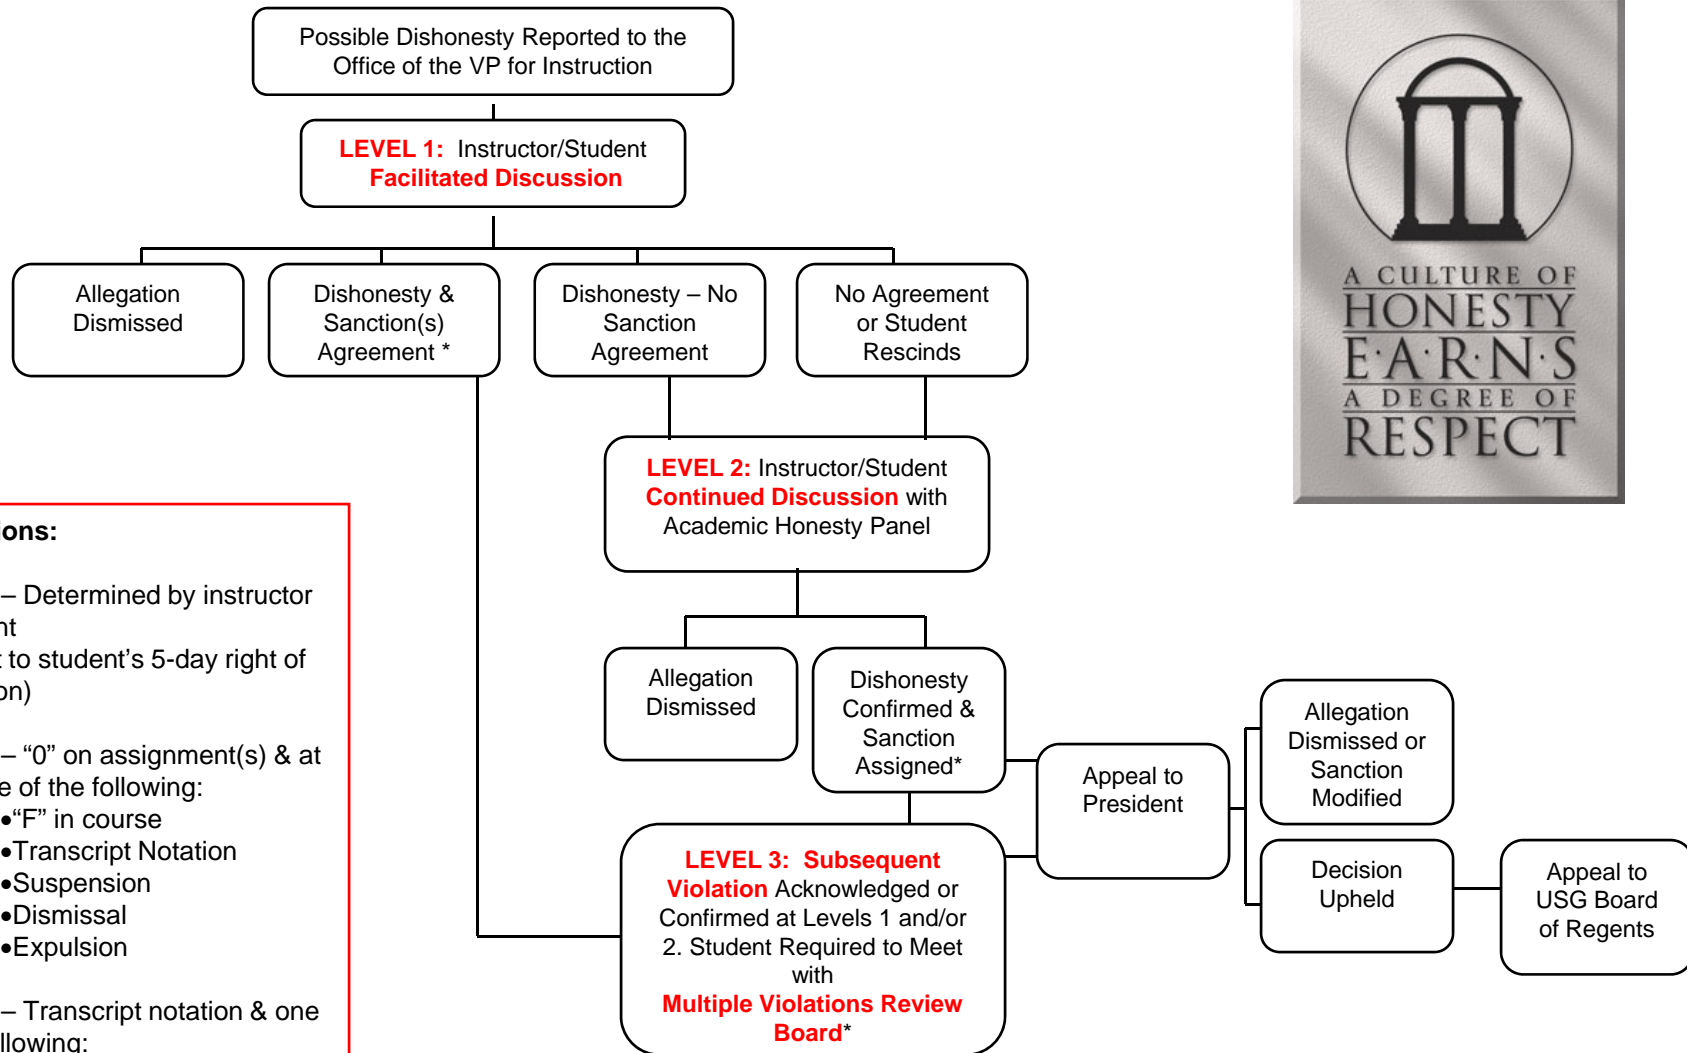 Possible Dishonesty Reported to the
Office of the VP for Instruction
LEVEL 1: Instructor/Student
Facilitated Discussion
Allegation
Dismissed
Dishonesty &
Sanction(s)
Agreement *
Dishonesty – No
Sanction
Agreement
No Agreement
or Student
Rescinds
LEVEL 2: Instructor/Student
Continued Discussion with
Academic Honesty Panel
Allegation
Dismissed
Dishonesty
Confirmed &
Sanction
Assigned*
LEVEL 3: Subsequent
Violation Acknowledged or
Confirmed at Levels 1 and/or
2. Student Required to Meet
with
Multiple Violations Review
Board*
Appeal to
President
Allegation
Dismissed or
Sanction
Modified
Decision
Upheld
Appeal to
USG Board
of Regents
ions:
– Determined by instructor
nt
t to student’s 5-day right of
on)
– “0” on assignment(s) & at
e of the following:
•“F” in course
•Transcript Notation
•Suspension
•Dismissal
•Expulsion
– Transcript notation & one
llowing:
A CULTURE OF
HONESTY
E·A·R·N·S
A DEGREE OF
RESPECT